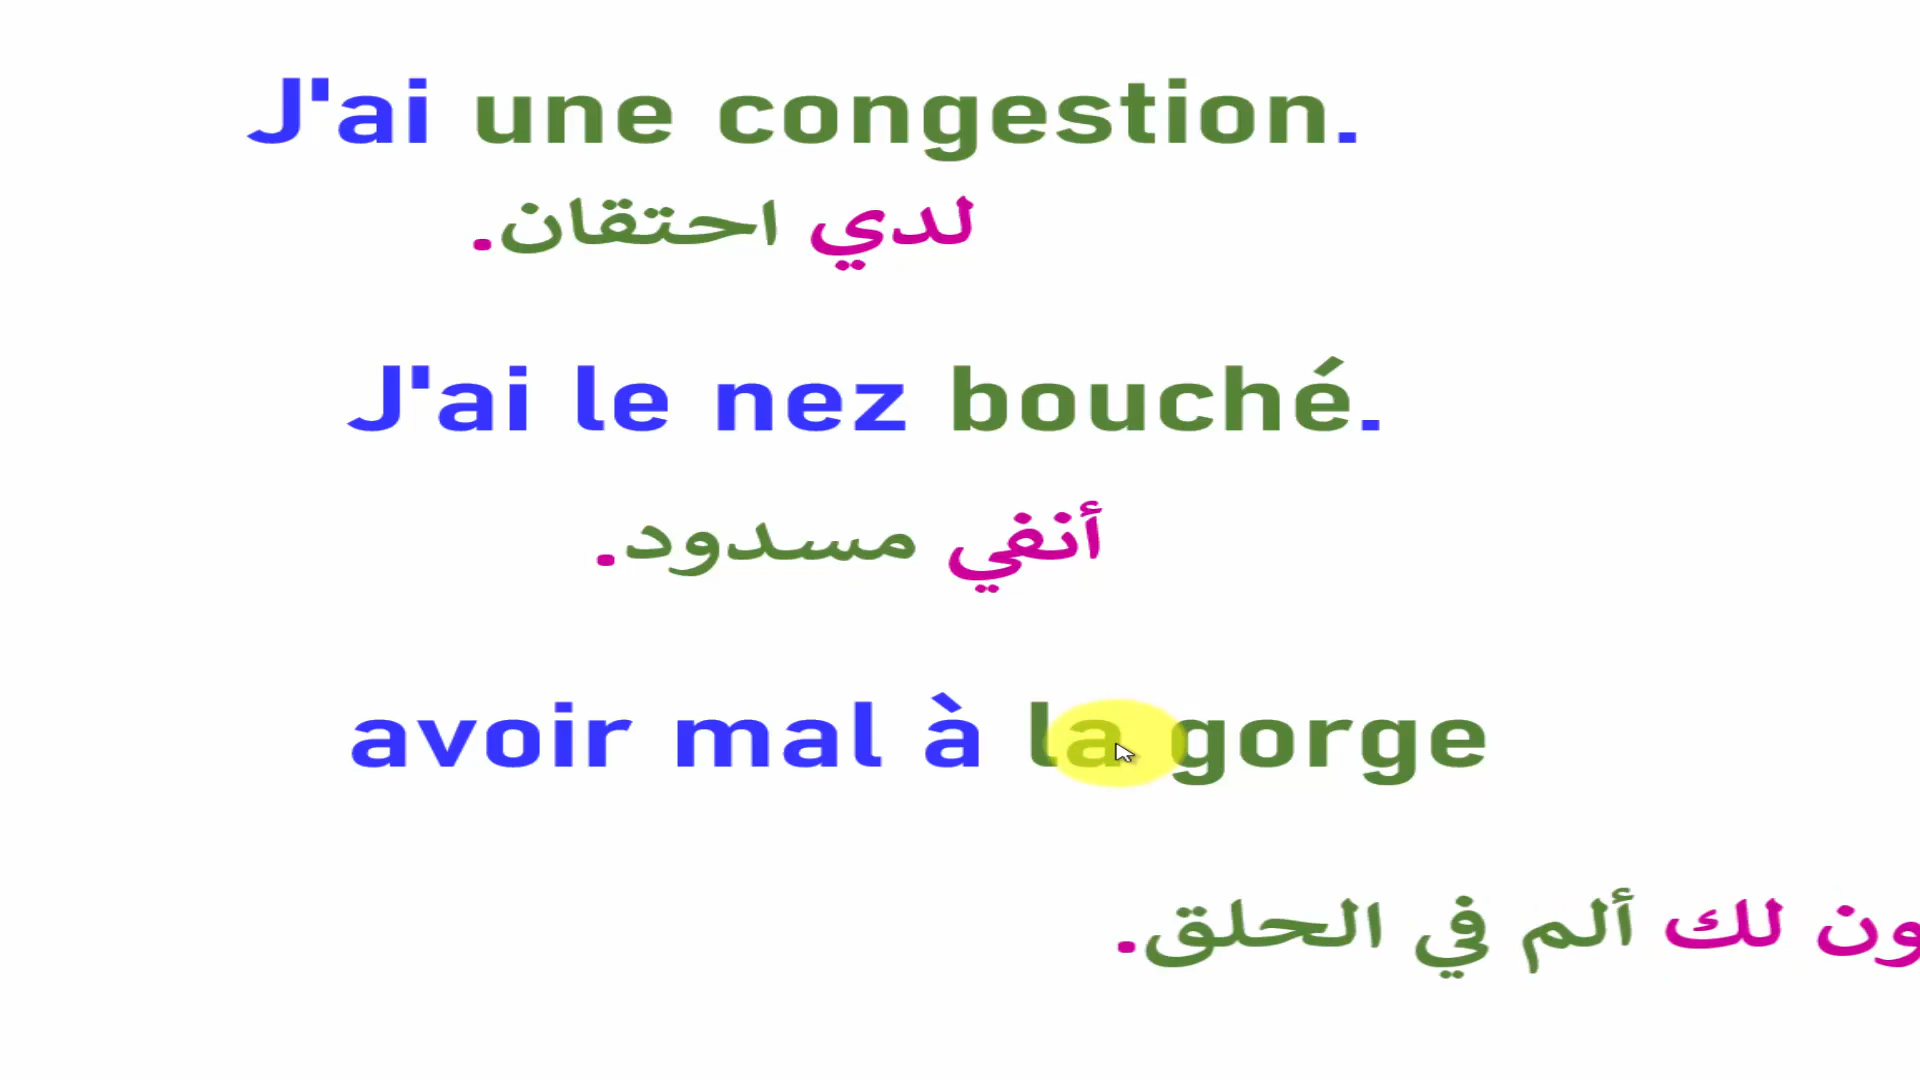 J'ai une congestion.
لدي احتقان.
J'ai le nez bouché.
أنفي مسدود.
avoir mal à la gorge
لك ألم في الحلق.